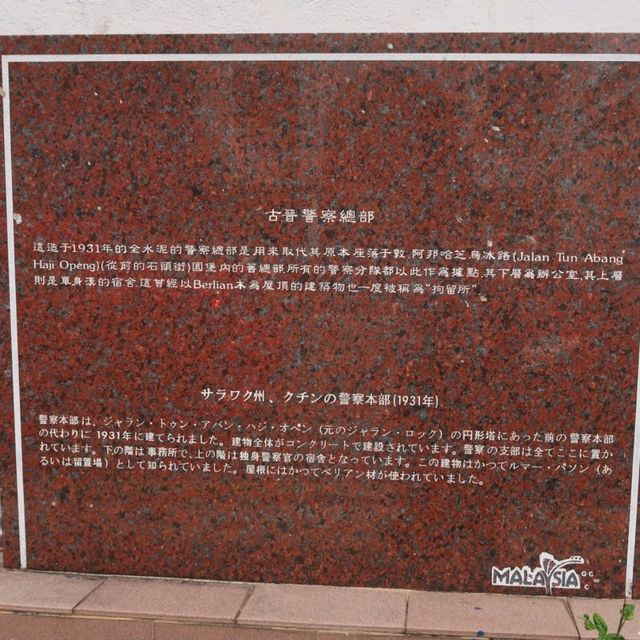 古晉警察總部
這造于1931年的全水泥的警察總部是用來取代其原本座落于敦.阿邦哈芝.烏冰路(Jalan Tun Abang
Haji Openg)(從前的石頭街)圓堡內的舊總部.所有的警察分隊都以此作為據點.其下層為辦公室,其上層
則是單身漢的宿舍.這曾經以Berlian木為屋頂的建築物也一度被稱為“拘留所”.
サラワク州、クチンの警察本部(1931年)
警察本部は、ジャラン・トゥン・アバン・ハジ・オペン（元のジャラン・ロック）の円形塔にあった前の警察本部
の代わりに1931年に建てられました。建物全体がコンクリートで建設されています。警察の支部は全てここに置か
れています。下の階は事務所で、上の階は独身警察官の宿舎となっています。この建物はかつてルマー・パソン（あ
るいは留置場）として知られていました。屋根にはかつてベリアン材が使われていました。
MALAYSIA